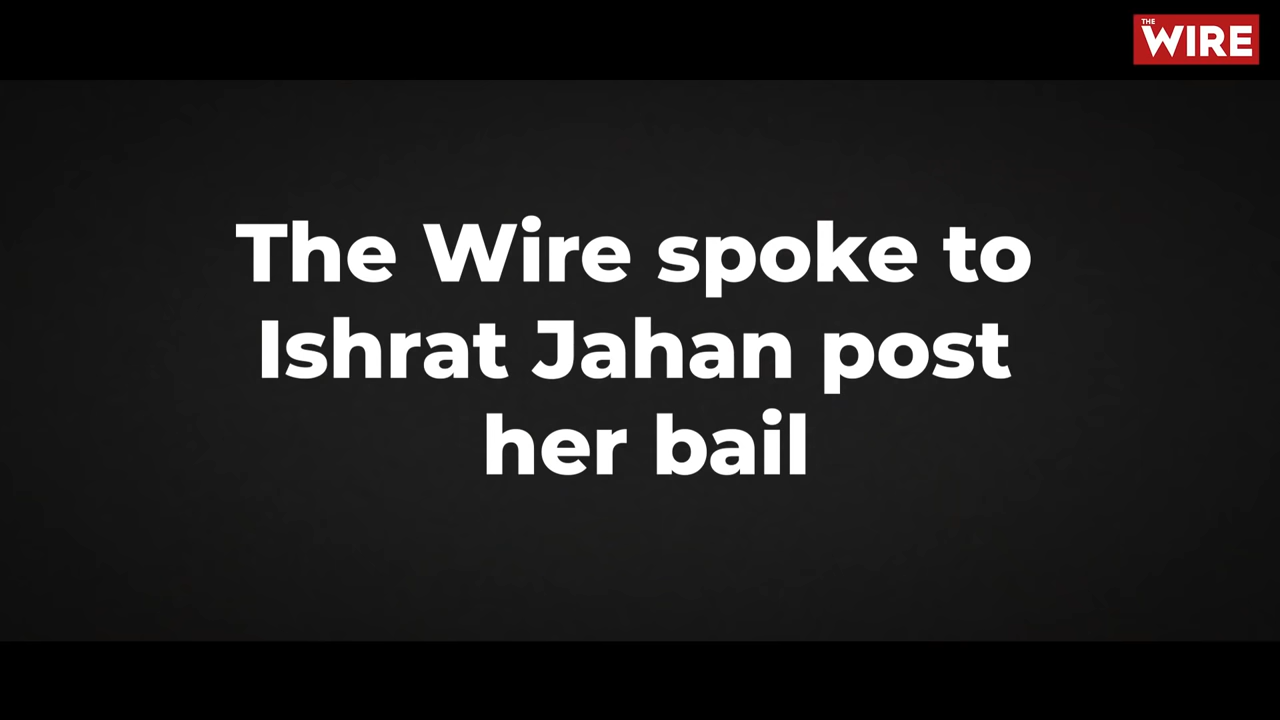 THE
WIRE
The Wire spoke to
Ishrat Jahan post
her bail